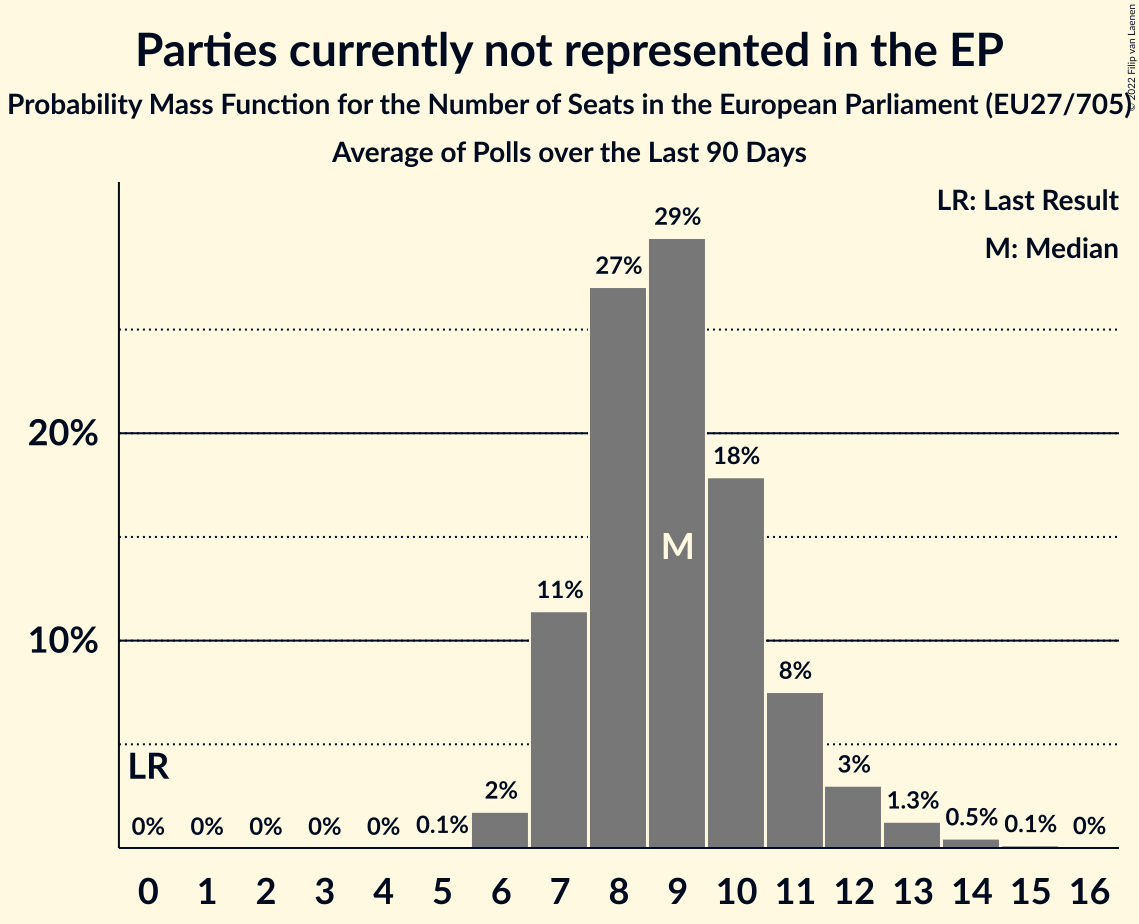 Parties currently not represented in the EP
Probability Mass Function for the Number of Seats in the European Parliament (EU27/705)
Average of Polls over the Last 90 Days
© 2022 Filip van Laenen
LR: Last Result
M: Median
20%
10%
LR
M
0% 0% 0% 0% 0% 0.1% 2% 11% 27% 29% 18% 8% 3% 1.3% 0.5% 0.1% 0%
0 1 2 3 4 5 6 7 8 9 10 11 12 13 14 15 16